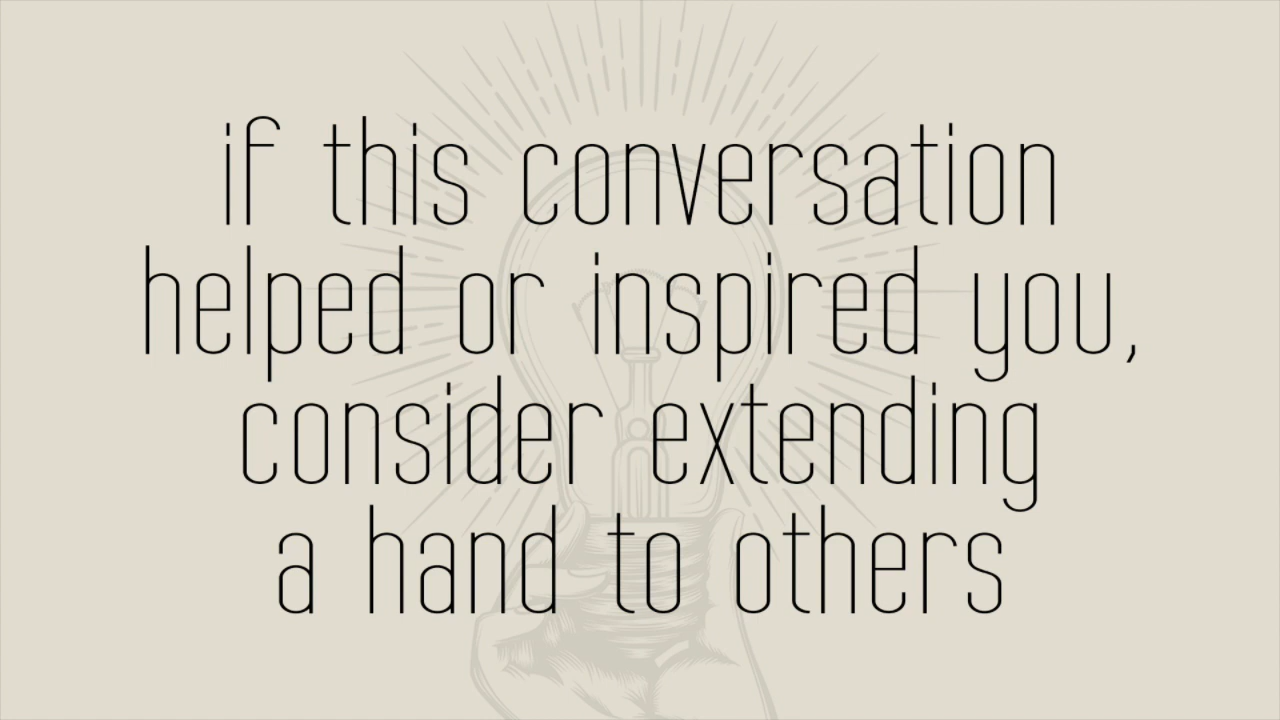 if this conversation
helped or inspired you,
consider extending
a hand to others